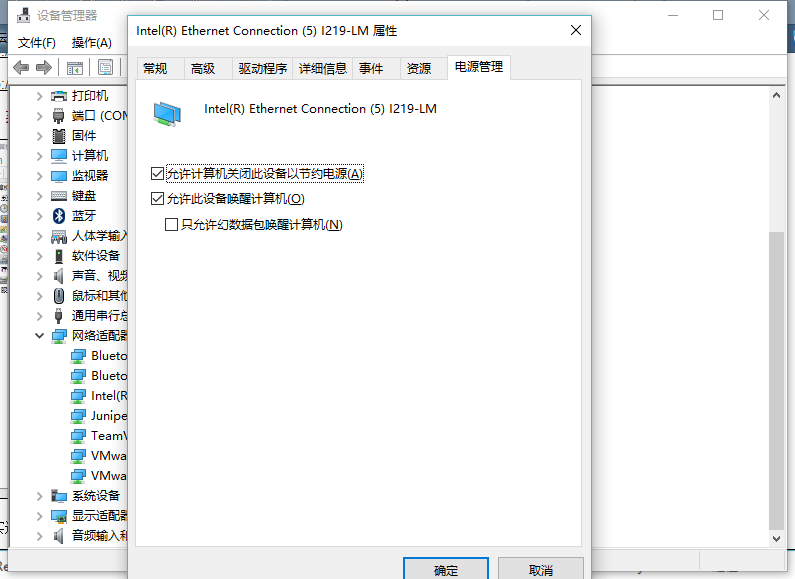 设备管理器
文件(F) 操作(A)
Intel(R) Ethernet Connection (5) I219-LM 属性
常规 高级 驱动程序 详细信息 事件 资源 电源管理
Intel(R) Ethernet Connection (5) I219-LM
允许计算机关闭此设备以节约电源(A)
允许此设备唤醒计算机(O)
只允许幻数据包唤醒计算机(N)
打印机
端口 (COM
固件
计算机
监视器
键盘
蓝牙
人体学输入
软件设备
声音、视频
鼠标和其他
通用串行总
网络适配器
Blueto
Blueto
Intel(R
Junipe
TeamV
VMwa
VMwa
系统设备
显示适配器
音频输入和
确定 取消